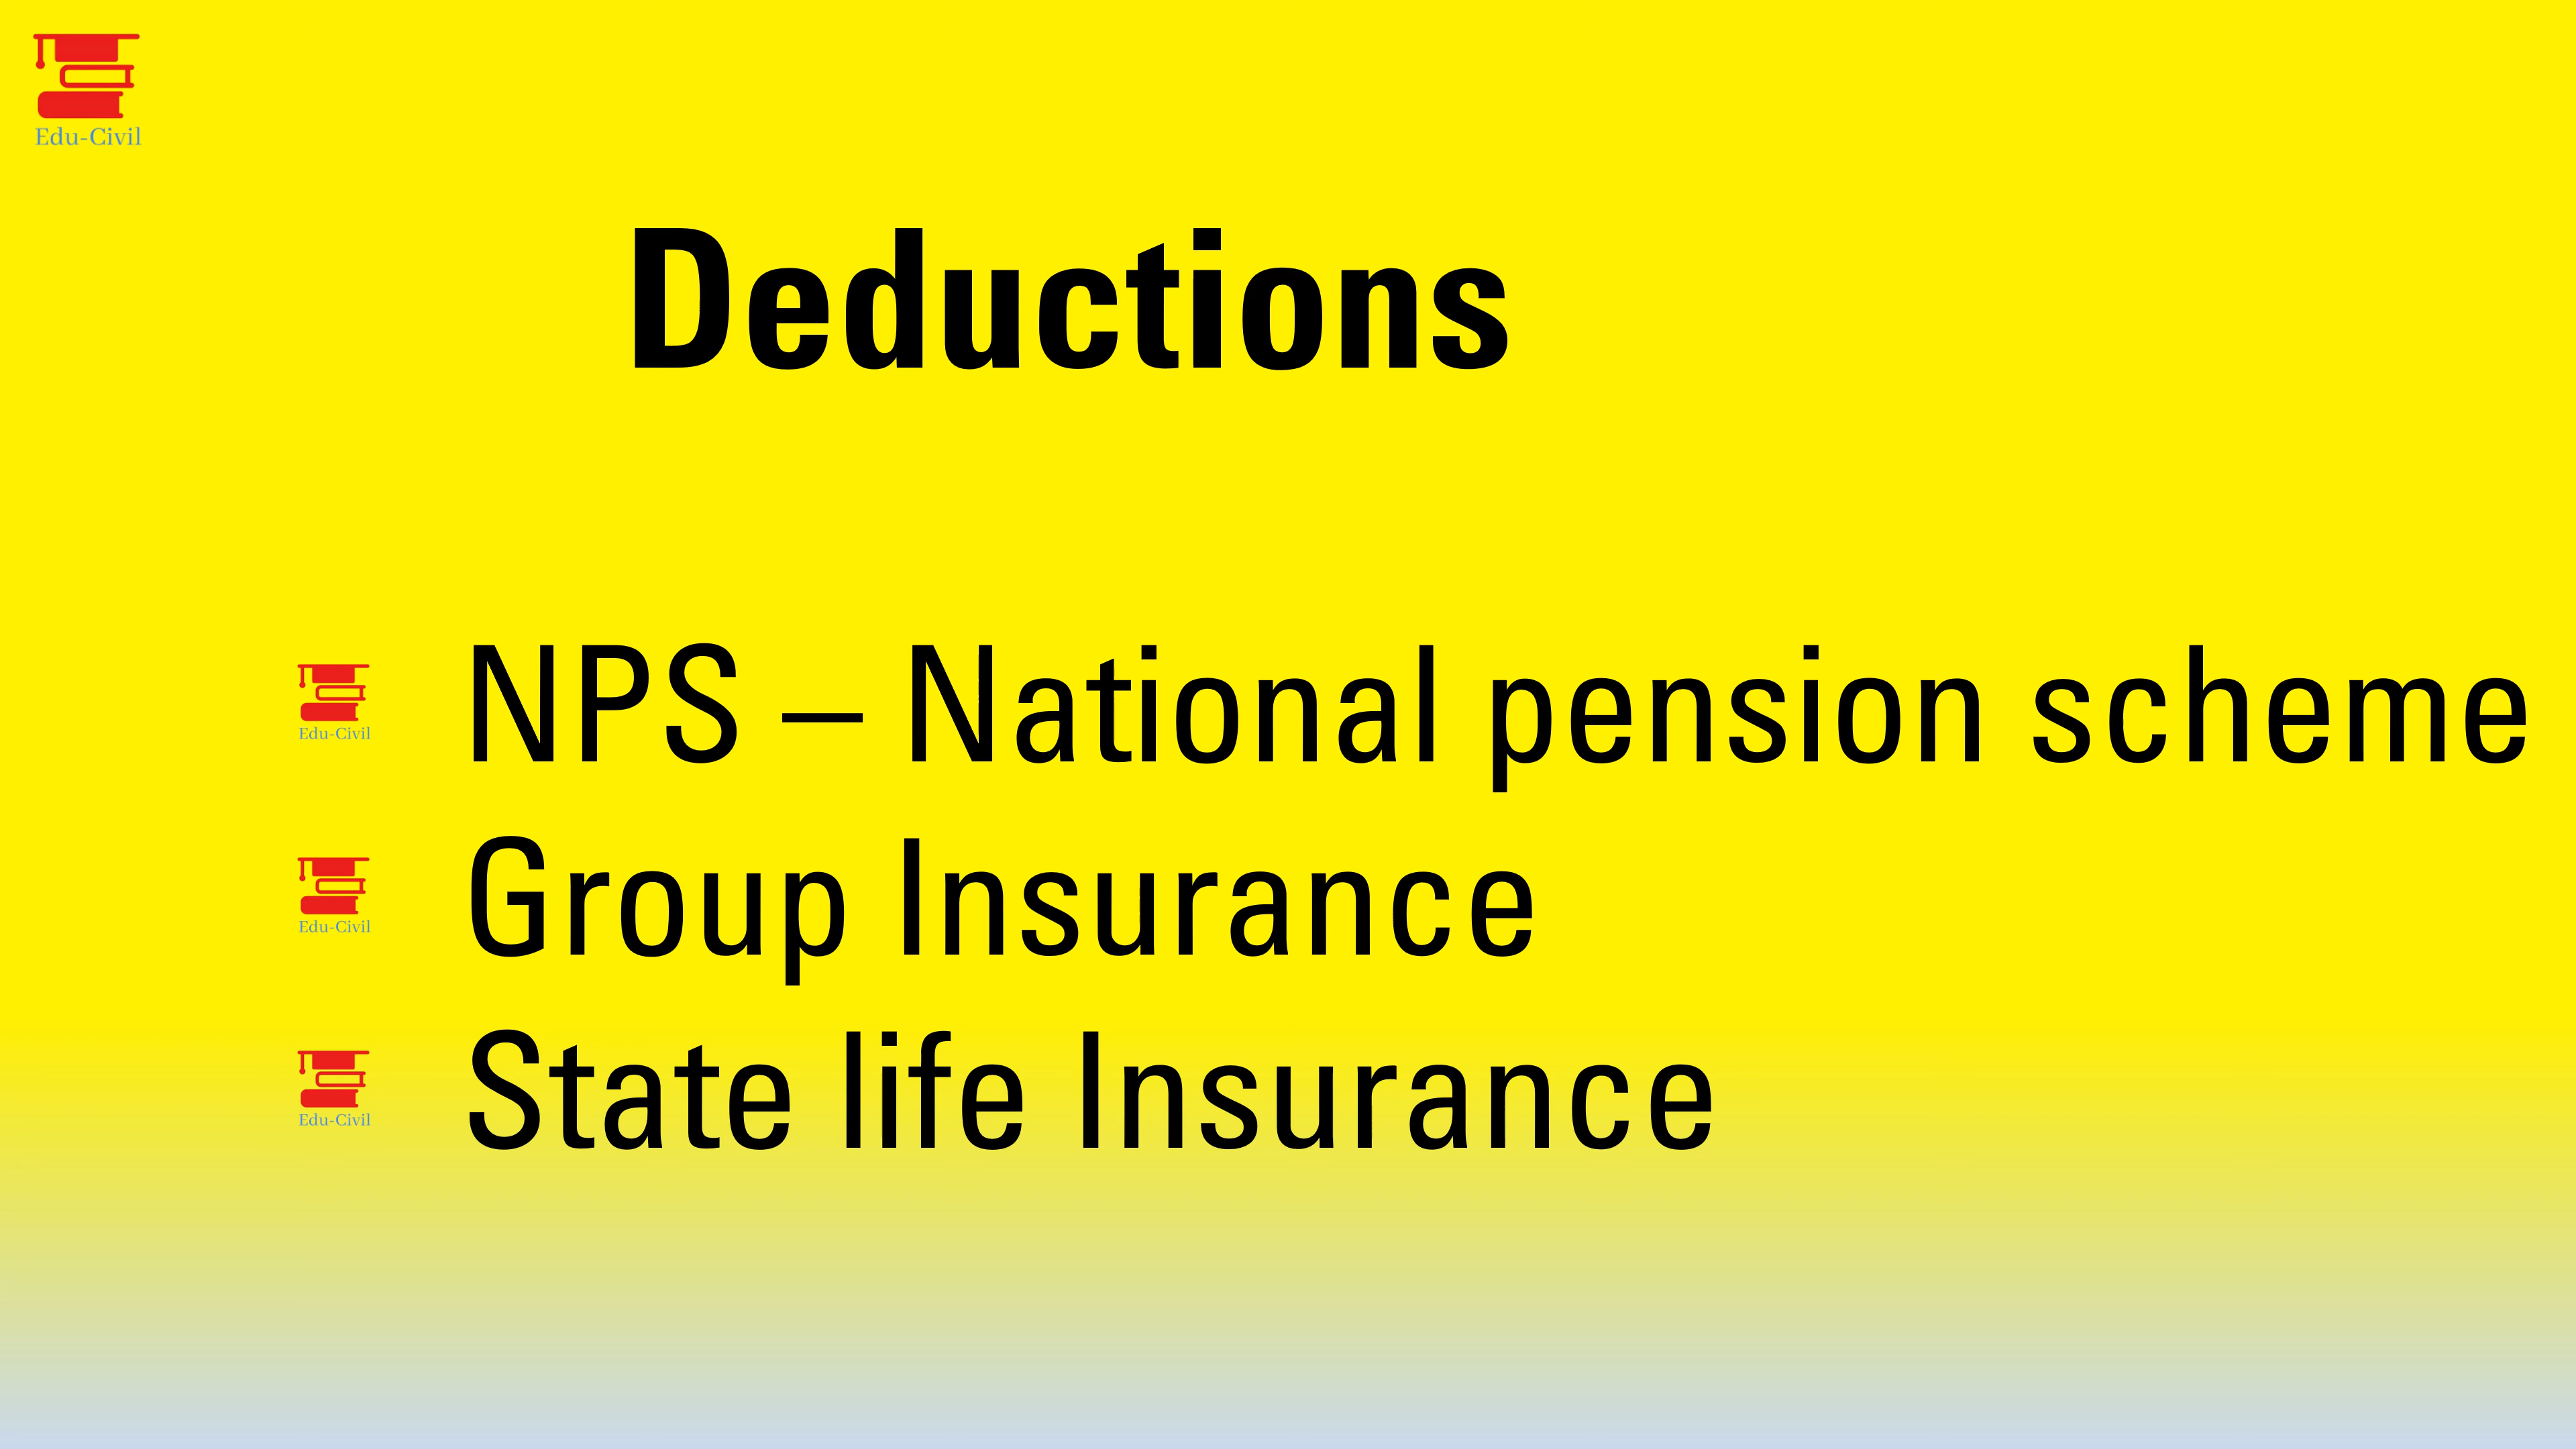 Edu-Civil
Deductions
Edu-Civil
NPS – National pension scheme
Edu-Civil
Group Insurance
Edu-Civil
State life Insurance